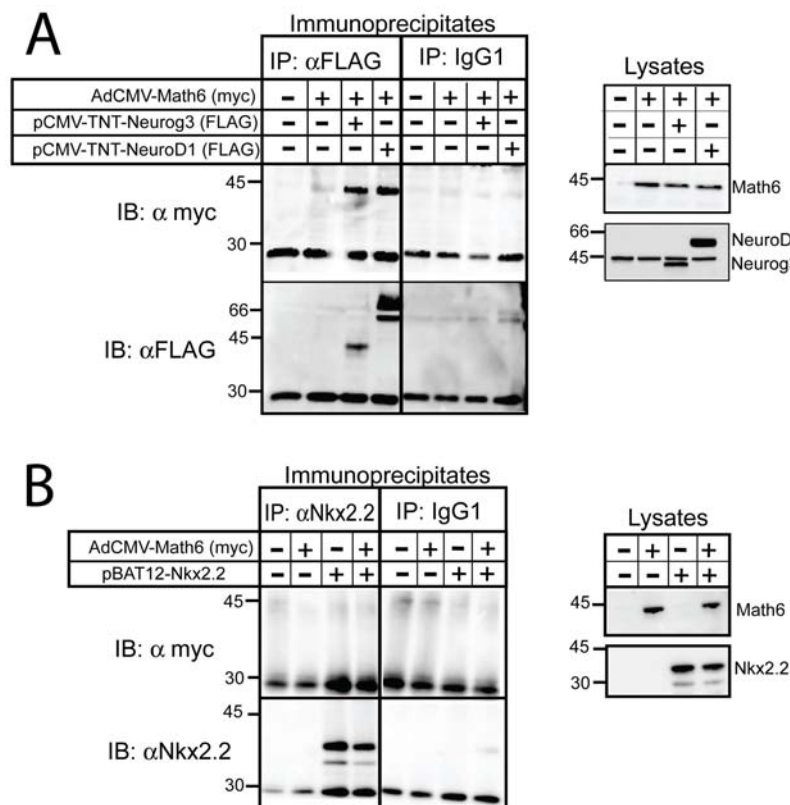 A
Immunoprecipitates
IP: αFLAG IP: IgG1
Lysates
AdCMV-Math6 (myc) – + + + – + + + – + + +
pCMV-TNT-Neurog3 (FLAG) – – + – – – + – – – + –
pCMV-TNT-NeuroD1 (FLAG) – – – + – – – + – – – +
IB: α myc
45
30
45
Math6
IB: αFLAG
66
45
30
66
45
NeuroD
Neurog3
B
Immunoprecipitates
IP: αNkx2.2 IP: IgG1
Lysates
AdCMV-Math6 (myc) – + – + – + – + – + – +
pBAT12-Nkx2.2 – – + + – – + + – – + +
IB: α myc
45
30
45
Math6
IB: αNkx2.2
45
30
45
30
Nkx2.2